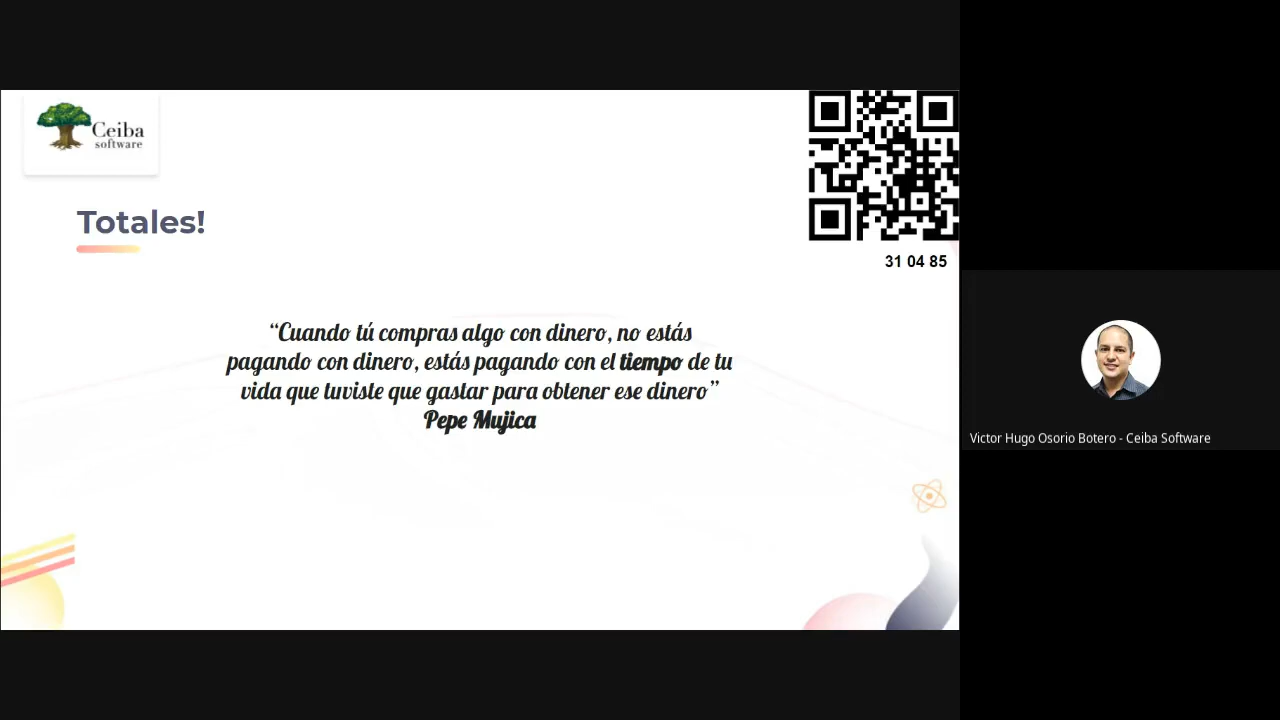 Ceiba
software
Totales!
31 04 85
“Cuando tú compras algo con dinero, no estás
pagando con dinero, estás pagando con el tiempo de tu
vida que tuviste que gastar para obtener ese dinero”
Pepe Mujica
Victor Hugo Osorio Botero - Ceiba Software